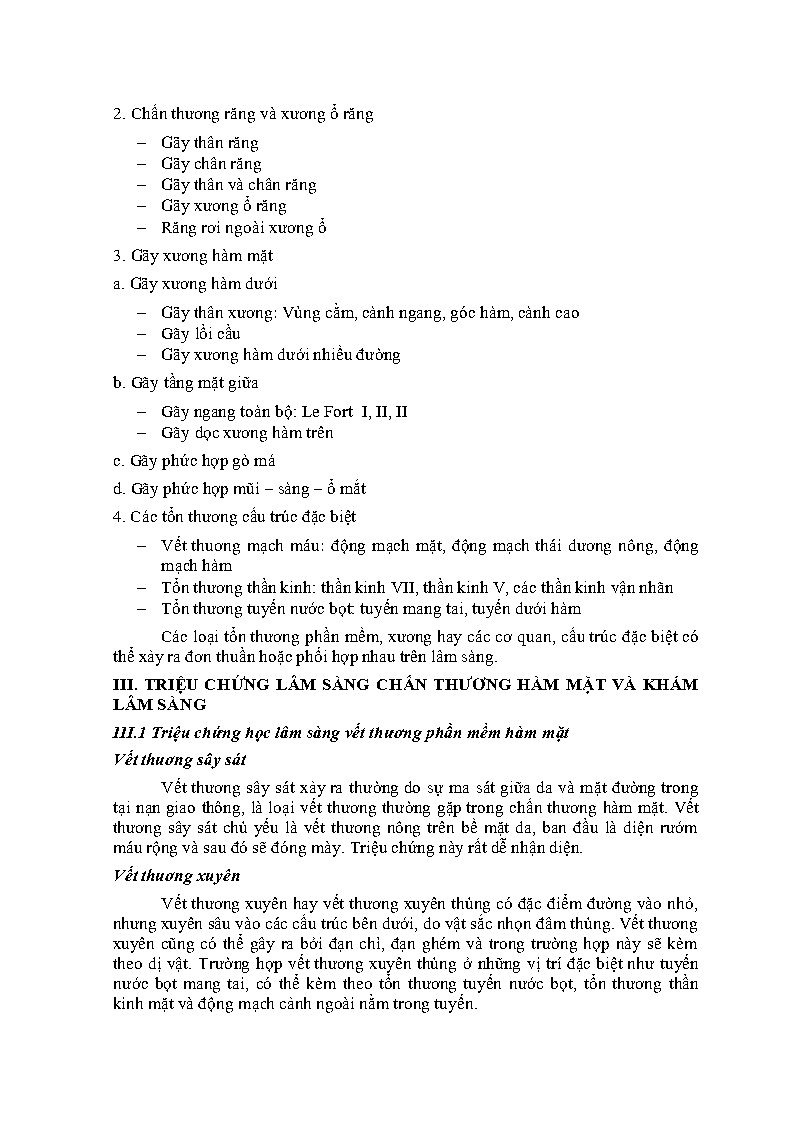 2. Chấn thương răng và xương ổ răng
– Gãy thân răng
– Gãy chân răng
– Gãy thân và chân răng
– Gãy xương ổ răng
– Răng rơi ngoài xương ổ
3. Gãy xương hàm mặt
a. Gãy xương hàm dưới
– Gãy thân xương: Vùng cằm, cành ngang, góc hàm, cành cao
– Gãy lồi cầu
– Gãy xương hàm dưới nhiều đường
b. Gãy tầng mặt giữa
– Gãy ngang toàn bộ: Le Fort I, II, II
– Gãy dọc xương hàm trên
c. Gãy phức hợp gò má
d. Gãy phức hợp mũi – sàng – ổ mắt
4. Các tổn thương cấu trúc đặc biệt
– Vết thuong mạch máu: động mạch mặt, động mạch thái dương nông, động
mạch hàm
– Tổn thương thần kinh: thần kinh VII, thần kinh V, các thần kinh vận nhãn
– Tổn thương tuyến nước bọt: tuyến mang tai, tuyến dưới hàm
Các loại tổn thương phần mềm, xương hay các cơ quan, cấu trúc đặc biệt có
thể xảy ra đơn thuần hoặc phối hợp nhau trên lâm sàng.
III. TRIỆU CHỨNG LÂM SÀNG CHẤN THƯƠNG HÀM MẶT VÀ KHÁM
LÂM SÀNG
III.1 Triệu chứng học lâm sàng vết thương phần mềm hàm mặt
Vết thương sây sát
Vết thương sây sát xảy ra thường do sự ma sát giữa da và mặt đường trong
tại nạn giao thông, là loại vết thương thường gặp trong chấn thương hàm mặt. Vết
thương sây sát chủ yếu là vết thương nông trên bề mặt da, ban đầu là diện rướm
máu rộng và sau đó sẽ đóng mày. Triệu chứng này rất dễ nhận diện.
Vết thương xuyên
Vết thương xuyên hay vết thương xuyên thủng có đặc điểm đường vào nhỏ,
nhưng xuyên sâu vào các cấu trúc bên dưới, do vật sắc nhọn đâm thủng. Vết thương
xuyên cũng có thể gây ra bởi đạn chì, đạn ghém và trong trường hợp này sẽ kèm
theo dị vật. Trường hợp vết thương xuyên thủng ở những vị trí đặc biệt như tuyến
nước bọt mang tai, có thể kèm theo tổn thương tuyến nước bọt, tổn thương thần
kinh mặt và động mạch cảnh ngoài nằm trong tuyến.